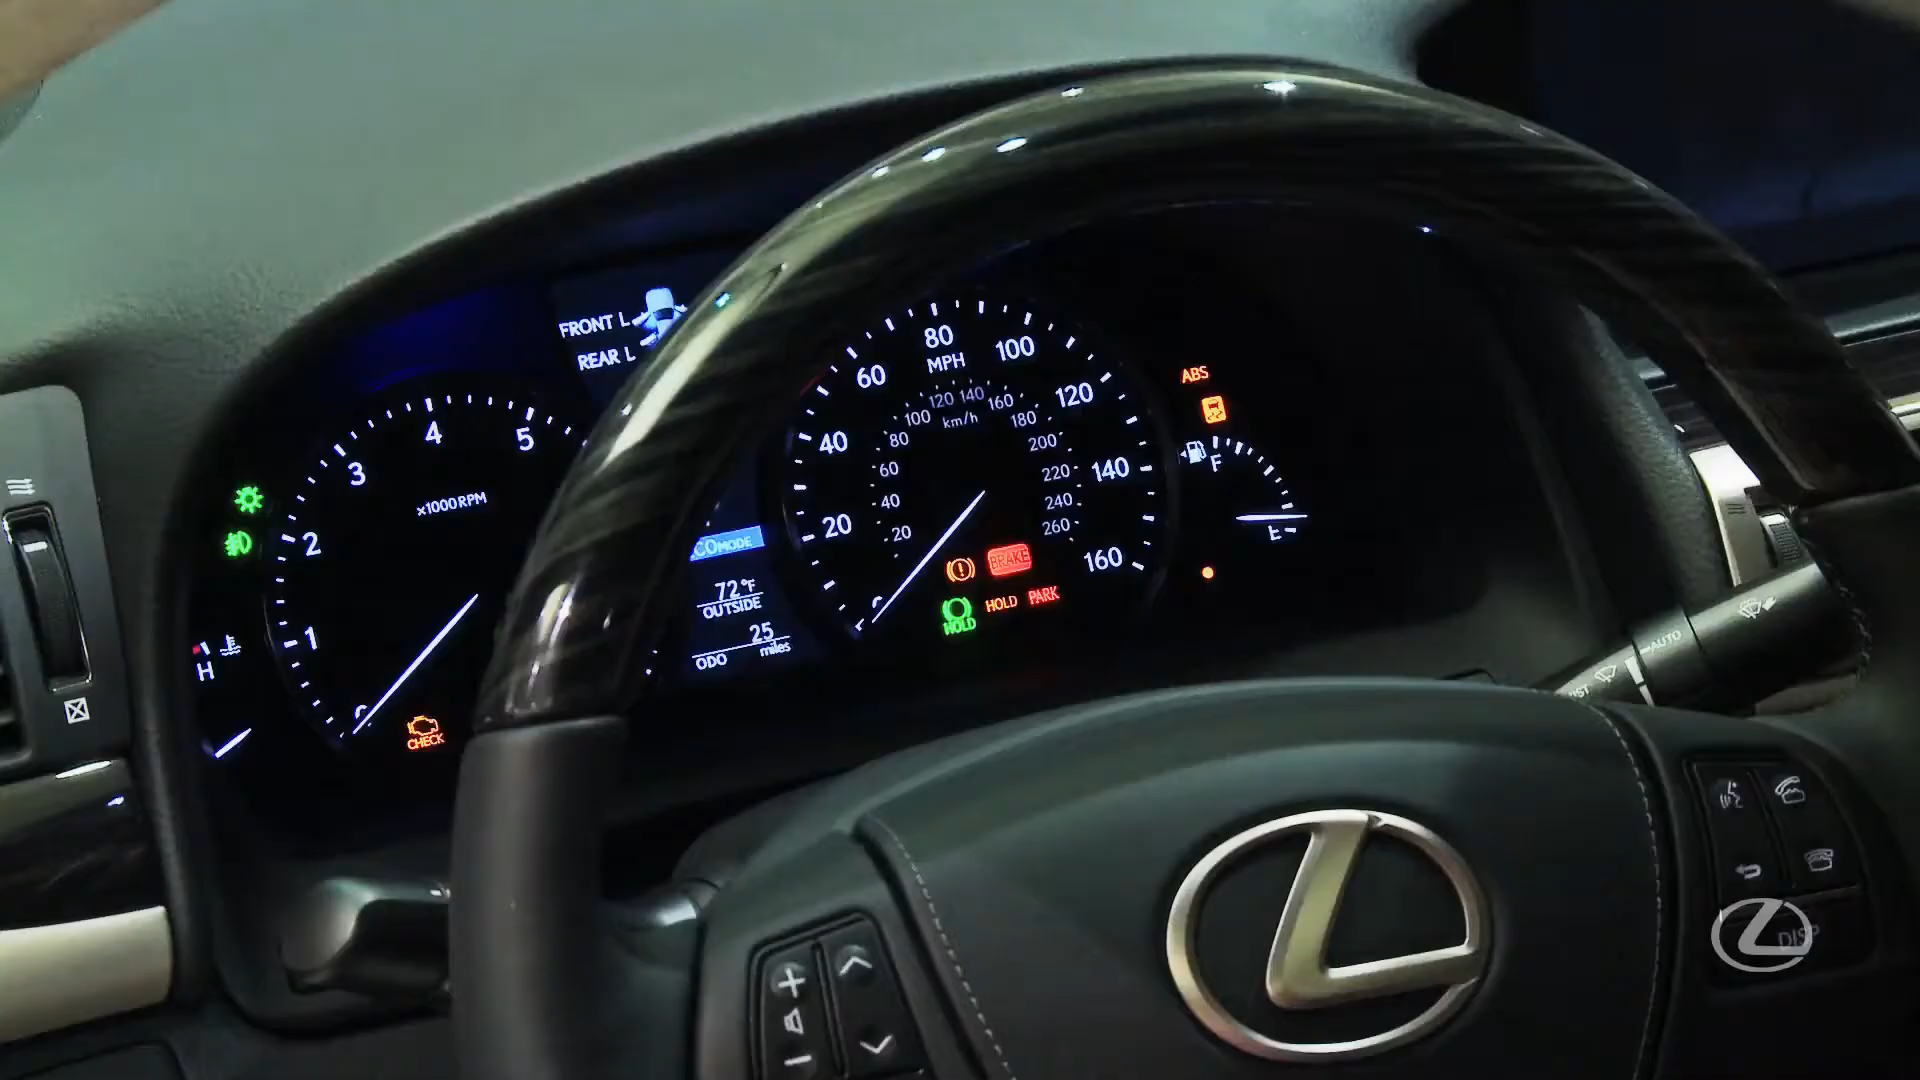 FRONT L
REAR L
3
4
5
2
1
x1000RPM
H
CHECK
COMODE
72°F
OUTSIDE
25
ODO miles
80
MPH
60
100
40
120
20
140
160
120
140
100
160
km/h
80
180
60
200
40
220
20
240
260
BRAKE
HOLD
HOLD
PARK
ABS
F
E
AUTO
DISP